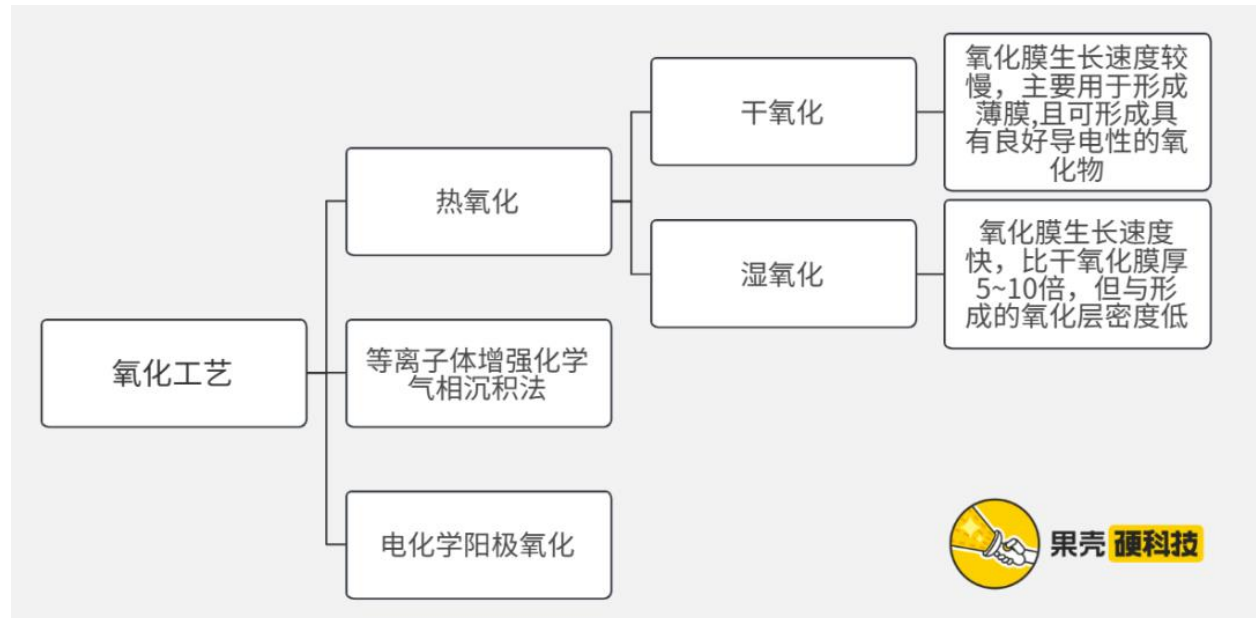 氧化工艺
热氧化
等离子体增强化学
气相沉积法
电化学阳极氧化
干氧化
湿氧化
氧化膜生长速度较
慢，主要用于形成
薄膜,且可形成具
有良好导电性的氧
化物
氧化膜生长速度
快，比干氧化膜厚
5~10倍，但与形
成的氧化层密度低
果壳 硬科技